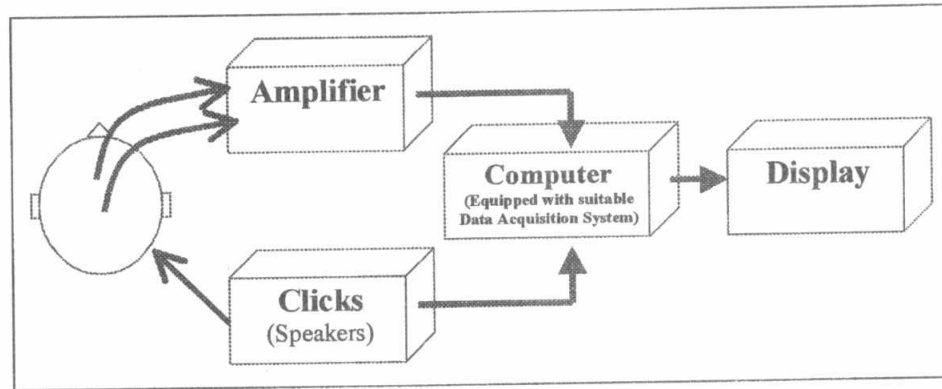 Amplifier
Computer
(Equipped with suitable
Data Acquisition System)
Display
Clicks
(Speakers)